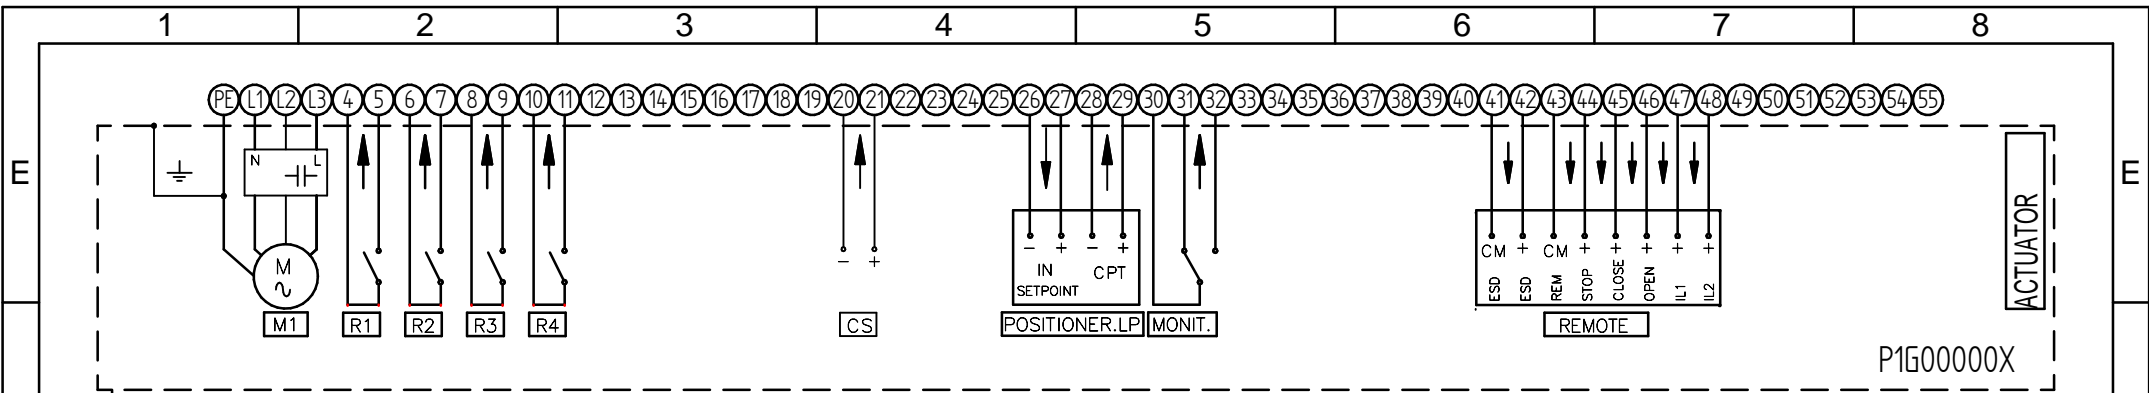 1 2 3 4 5 6 7 8
PE L1 L2 L3 4 5 6 7 8 9 10 11 12 13 14 15 16 17 18 19 20 21 22 23 24 25 26 27 28 29 30 31 32 33 34 35 36 37 38 39 40 41 42 43 44 45 46 47 48 49 50 51 52 53 54 55
E E
N L
M
M1 R1 R2 R3 R4
- +
CS
- + - +
IN CPT
SETPOINT
POSITIONER.LP MONIT.
CM + CM + + + + +
ESD ESD REM STOP CLOSE OPEN IL1 IL2
REMOTE
ACTUATOR
P1G00000X